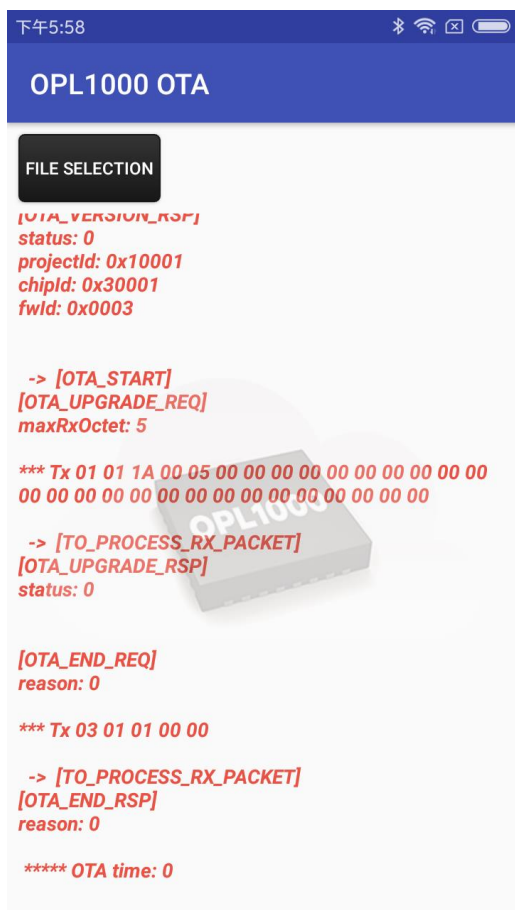 下午5:58
OPL1000 OTA
FILE SELECTION
[OTA_VERSION_RSP]
status: 0
projectId: 0x10001
chipId: 0x30001
fwId: 0x0003
-> [OTA_START]
[OTA_UPGRADE_REQ]
maxRxOctet: 5
*** Tx 01 01 1A 00 05 00 00 00 00 00 00 00 00 00 00
00 00 00 00 00 00 00 00 00 00 00 00 00 00 00
-> [TO_PROCESS_RX_PACKET]
[OTA_UPGRADE_RSP]
status: 0
OPL1000
[OTA_END_REQ]
reason: 0
*** Tx 03 01 01 00 00
-> [TO_PROCESS_RX_PACKET]
[OTA_END_RSP]
reason: 0
***** OTA time: 0